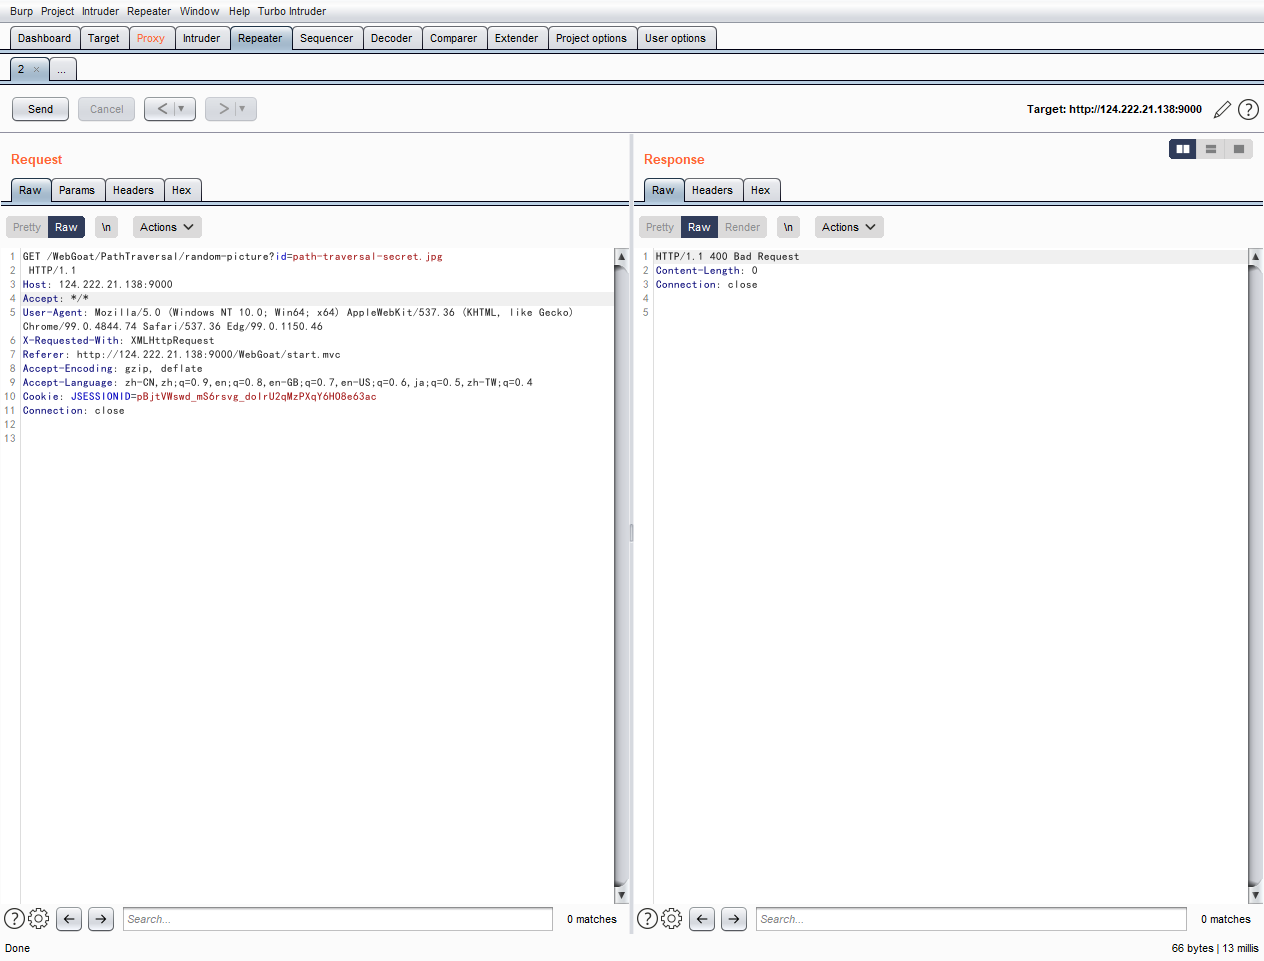 Burp Project Intruder Repeater Window Help Turbo Intruder
Dashboard Target Proxy Intruder Repeater Sequencer Decoder Comparer Extender Project options User options
2 × ...
Send Cancel < | ▼ > | ▼ Target: http://124.222.21.138:9000 ?
Request
Raw Params Headers Hex
Pretty Raw \n Actions
1 GET /WebGoat/PathTraversal/random-picture?id=path-traversal-secret.jpg
2 HTTP/1.1
3 Host: 124.222.21.138:9000
4 Accept: */*
5 User-Agent: Mozilla/5.0 (Windows NT 10.0; Win64; x64) AppleWebKit/537.36 (KHTML, like Gecko)
Chrome/99.0.4844.74 Safari/537.36 Edg/99.0.1150.46
6 X-Requested-With: XMLHttpRequest
7 Referer: http://124.222.21.138:9000/WebGoat/start.mvc
8 Accept-Encoding: gzip, deflate
9 Accept-Language: zh-CN,zh;q=0.9,en;q=0.8,en-GB;q=0.7,en-US;q=0.6,ja;q=0.5,zh-TW;q=0.4
10 Cookie: JSESSIONID=pBjtVWswd_mS6rsvg_dolrU2qMzPXqY6HO8e63ac
11 Connection: close
12
13
? Search... 0 matches
Response
Raw Headers Hex
Pretty Raw Render \n Actions
1 HTTP/1.1 400 Bad Request
2 Content-Length: 0
3 Connection: close
4
5
? Search... 0 matches
Done 66 bytes | 13 millis